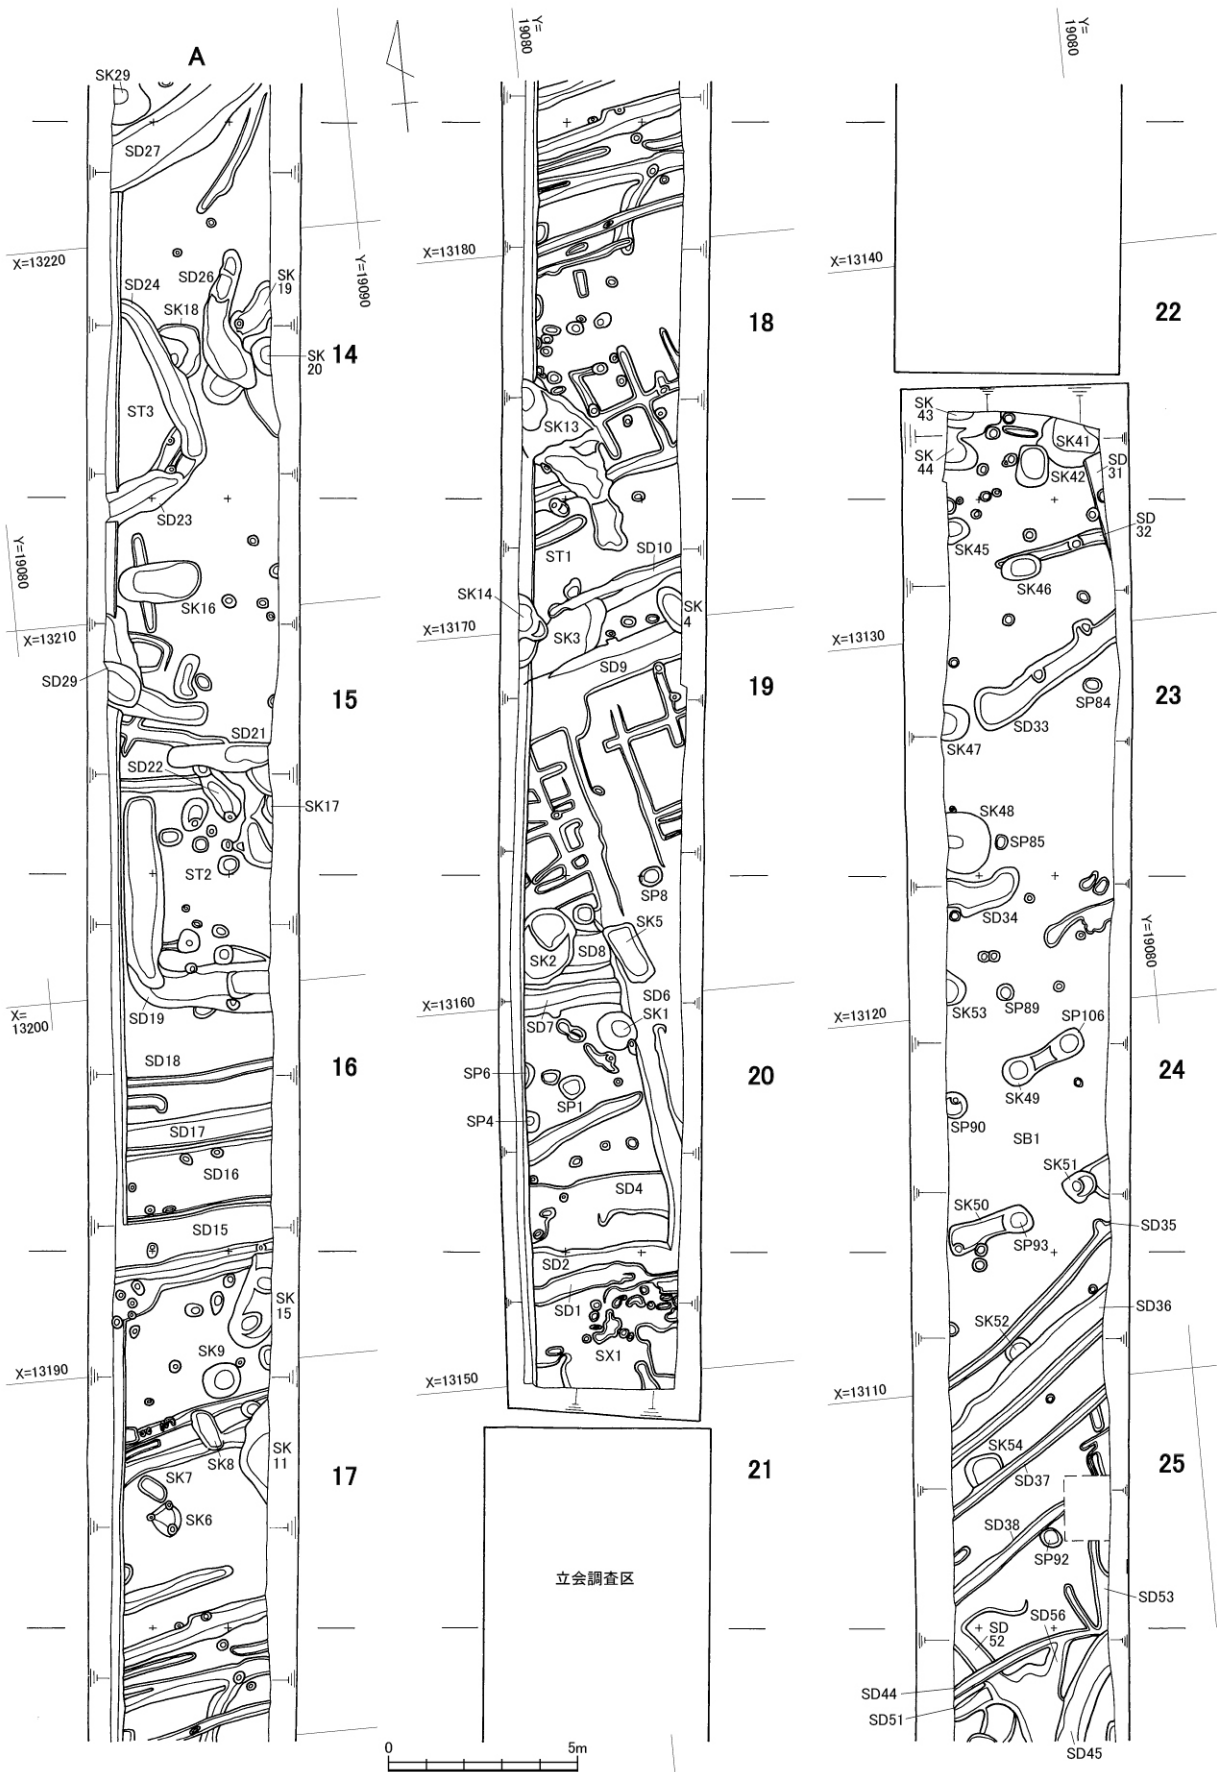 A
SK29
SD27
X=13220
Y=19090
SD24
SD26
SK
19
SK18
SK
20
14
ST3
SD23
Y=19080
SK16
X=13210
SD29
15
SD21
SD22
SK17
ST2
X=
13200
SD19
SD18
16
SD17
SD16
SD15
SK
15
SK9
X=13190
SK
11
SK8
SK7
SK6
17
Y=
19080
X=13180
18
SK13
ST1
SD10
SK14
SK
4
X=13170
SK3
SD9
19
SP8
SK5
SK2
SD8
X=13160
SD6
SD7
SK1
SP6
SP1
20
SP4
SD4
SD2
SD1
SX1
X=13150
21
立会調査区
0
5m
Y=
19080
X=13140
22
SK
43
SK41
SK
44
SK42
SD
31
SD
32
SK45
SK46
X=13130
SP84
23
SD33
SK47
SK48
SP85
SD34
Y=19080
SK53
SP89
X=13120
SP106
SK49
24
SP90
SB1
SK51
SK50
SP93
SD35
SD36
SK52
X=13110
SK54
SD37
25
SD38
SP92
SD53
SD56
SD
52
SD44
SD51
SD45